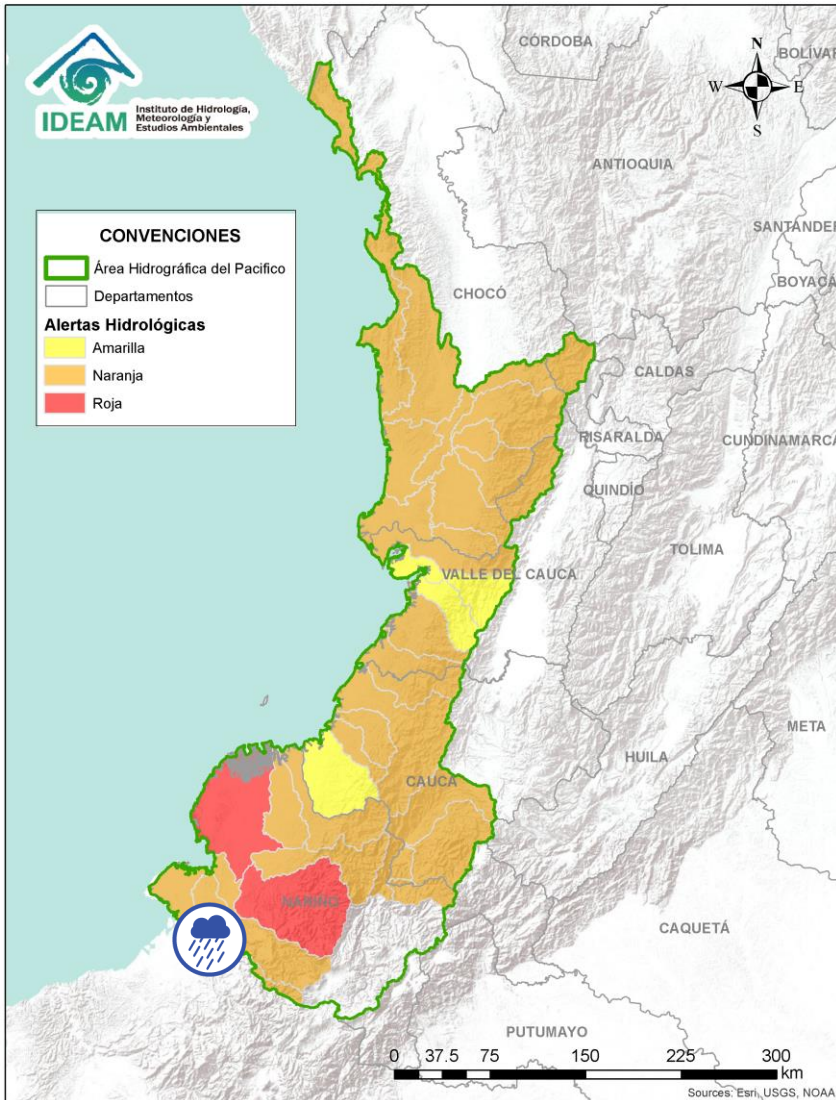 IDEAM
Instituto de Hidrología,
Meteorología y
Estudios Ambientales
CÓRDOBA
BOLÍVAR
N
W
E
S
ANTIOQUIA
SANTANDER
BOYACÁ
CONVENCIONES
Área Hidrográfica del Pacifico
Departamentos
Alertas Hidrológicas
Amarilla
Naranja
Roja
CHOCÓ
CALDAS
RISARALDA
CUNDINAMARCA
QUINDÍO
TOLIMA
VALLE DEL CAUCA
META
HUILA
CAUCA
NARIÑO
CAQUETÁ
PUTUMAYO
0 37.5 75 150 225 300
km
Sources: Esri, USGS, NOAA